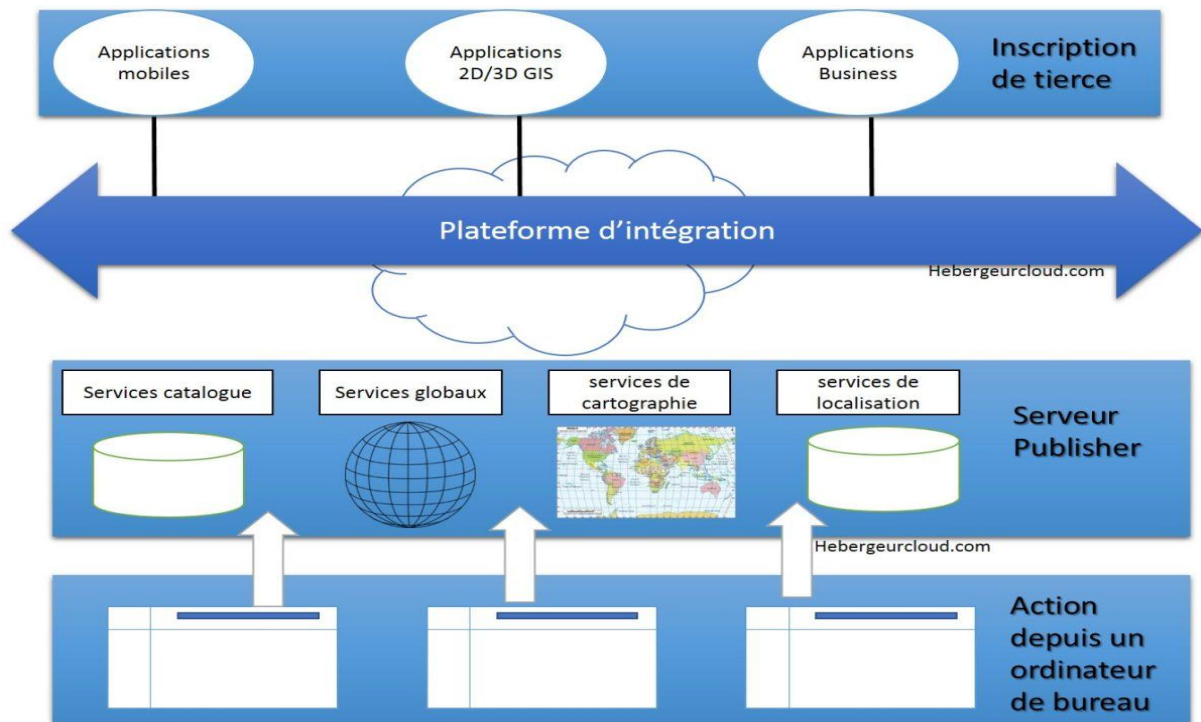 Applications
mobiles
Applications
2D/3D GIS
Applications
Business
Inscription
de tierce
Plateforme d'intégration
Hebergeurcloud.com
Services catalogue
Services globaux
services de
cartographie
services de
localisation
Serveur
Publisher
Hebergeurcloud.com
Action
depuis un
ordinateur
de bureau